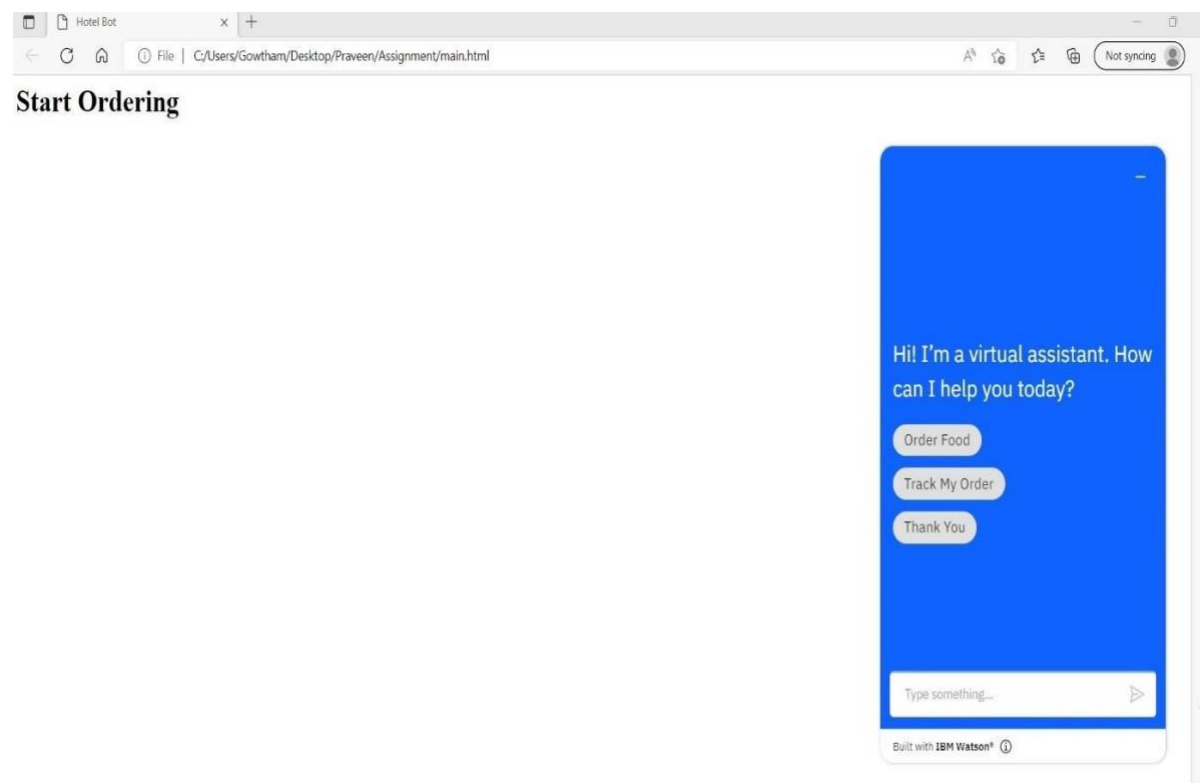 Hotel Bot
File | C:/Users/Gowtham/Desktop/Praveen/Assignment/main.html
Not syncing
Start Ordering
Hi! I’m a virtual assistant. How
can I help you today?
Order Food
Track My Order
Thank You
Type something...
Built with IBM Watson®